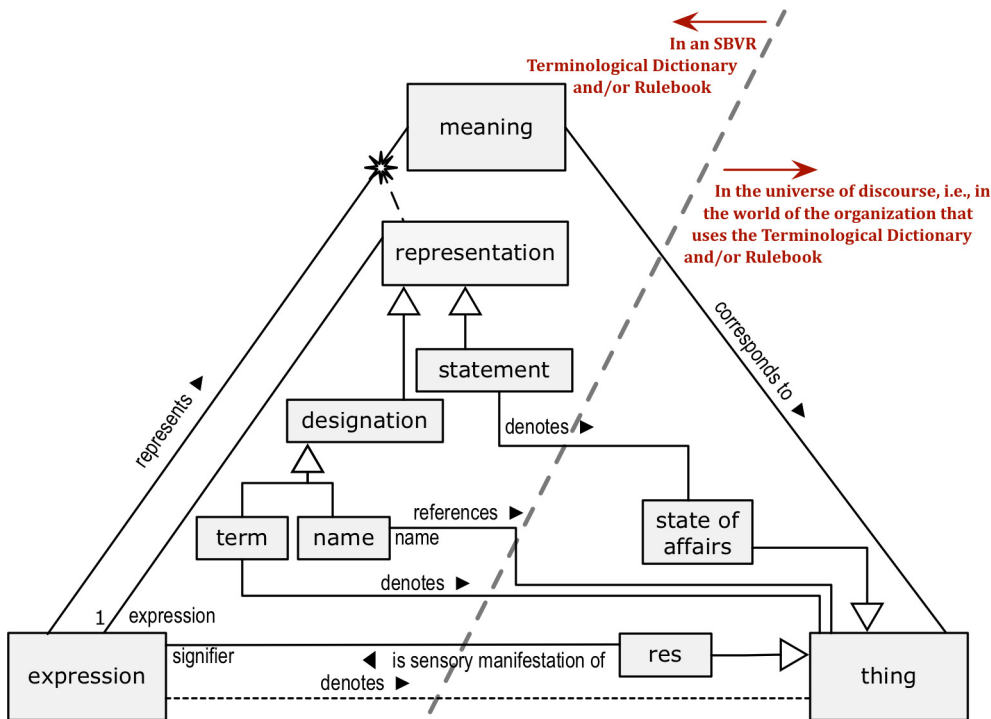 In an SBVR
Terminological Dictionary
and/or Rulebook
meaning
In the universe of discourse, i.e., in
the world of the organization that
uses the Terminological Dictionary
and/or Rulebook
representation
corresponds to ►
statement
represents ►
designation
denotes ►
references ►
term
name
name
state of
affairs
denotes ►
1
expression
expression
signifier
◄ is sensory manifestation of
res
denotes ►
thing